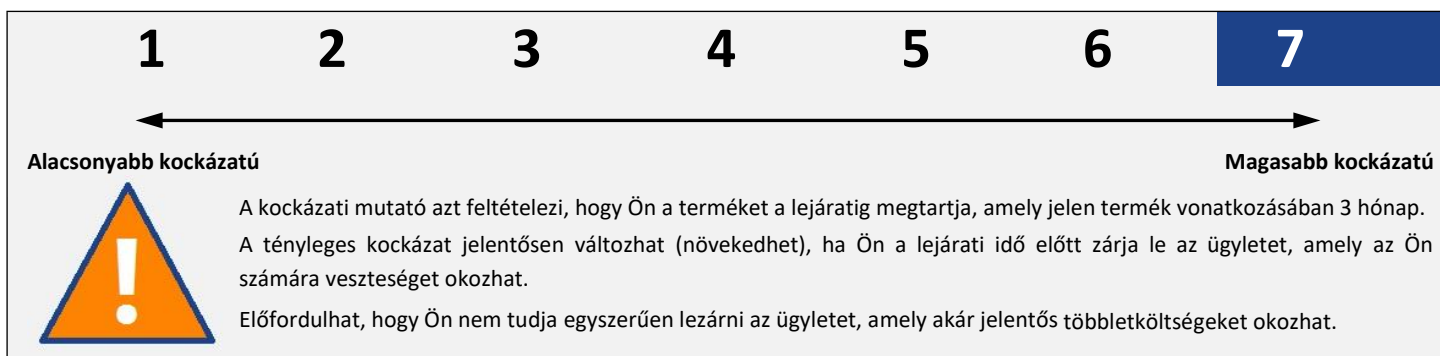 1 2 3 4 5 6 7
Alacsonyabb kockázatú Magasabb kockázatú
A kockázati mutató azt feltételezi, hogy Ön a terméket a lejáratig megtartja, amely jelen termék vonatkozásában 3 hónap.
A tényleges kockázat jelentősen változhat (növekedhet), ha Ön a lejárati idő előtt zárja le az ügyletet, amely az Ön
számára veszteséget okozhat.
Előfordulhat, hogy Ön nem tudja egyszerűen lezárni az ügyletet, amely akár jelentős többletköltségeket okozhat.